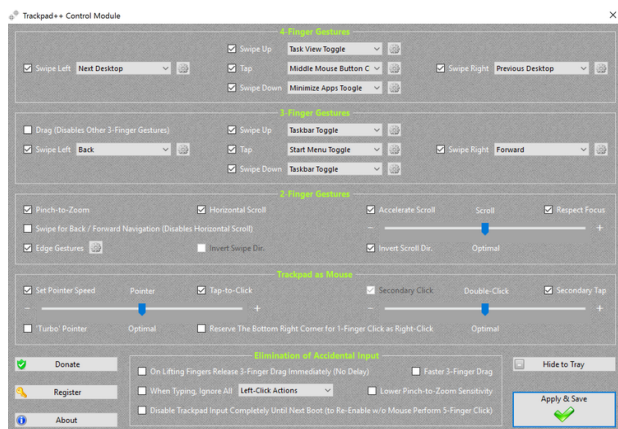 Trackpad++ Control Module
4-Finger Gestures
Swipe Up Task View Toggle
Swipe Left Next Desktop Tap Middle Mouse Button C Swipe Right Previous Desktop
Swipe Down Minimize Apps Toogle
3-Finger Gestures
Drag (Disables Other 3-Finger Gestures) Swipe Up Taskbar Toggle
Swipe Left Back Tap Start Menu Toggle Swipe Right Forward
Swipe Down Taskbar Toggle
2-Finger Gestures
Pinch-to-Zoom Horizontal Scroll Accelerate Scroll Scroll Respect Focus
Swipe for Back / Forward Navigation (Disables Horizontal Scroll) - +
Edge Gestures Invert Swipe Dir. Invert Scroll Dir. Optimal
Trackpad as Mouse
Set Pointer Speed Pointer Tap-to-Click Secondary Click Double-Click Secondary Tap
- + - +
'Turbo' Pointer Optimal Reserve The Bottom Right Corner for 1-Finger Click as Right-Click Optimal
Elimination of Accidental Input
Donate On Lifting Fingers Release 3-Finger Drag Immediately (No Delay) Faster 3-Finger Drag Hide to Tray
Register When Typing, Ignore All Left-Click Actions Lower Pinch-to-Zoom Sensitivity Apply & Save
About Disable Trackpad Input Completely Until Next Boot (to Re-Enable w/o Mouse Perform 5-Finger Click)